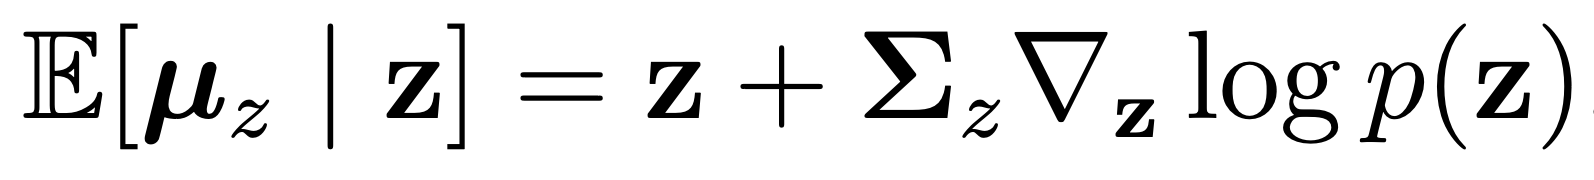 𝔼[𝝁_z | 𝐳] = 𝐳 + 𝚺_z ∇_𝐳 log p(𝐳).